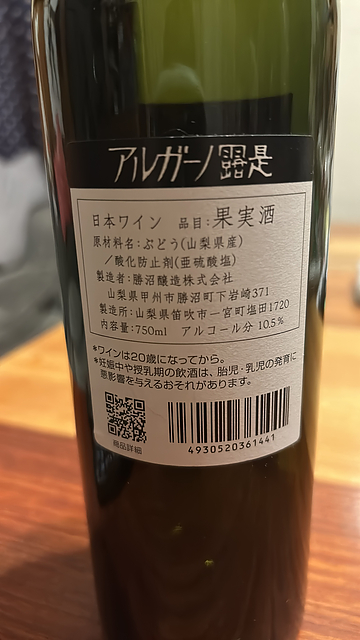 アルガーノ 露是
日本ワイン 品目:果実酒
原材料名:ぶどう(山梨県産)
/酸化防止剤(亜硫酸塩)
製造者:勝沼醸造株式会社
山梨県甲州市勝沼町下岩崎371
製造所:山梨県笛吹市一宮町塩田1720
内容量:750ml アルコール分 10.5%
*ワインは20歳になってから。
*妊娠中や授乳期の飲酒は、胎児・乳児の発育に
悪影響を与えるおそれがあります。
商品詳細
4930520361441